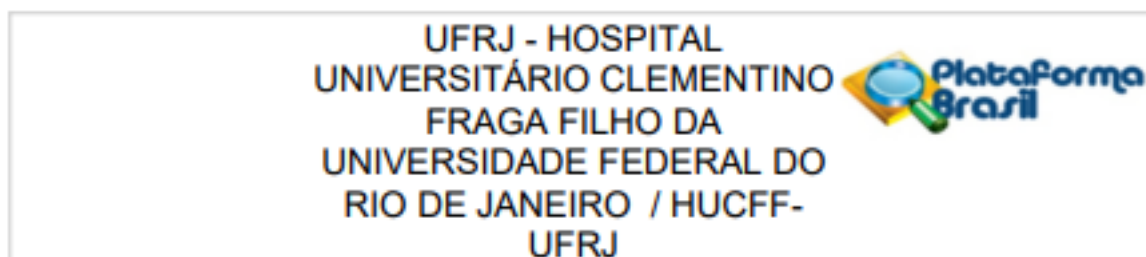 UFRJ - HOSPITAL
UNIVERSITÁRIO CLEMENTINO
FRAGA FILHO DA
UNIVERSIDADE FEDERAL DO
RIO DE JANEIRO / HUCFF-
UFRJ
Plataforma
Brasil